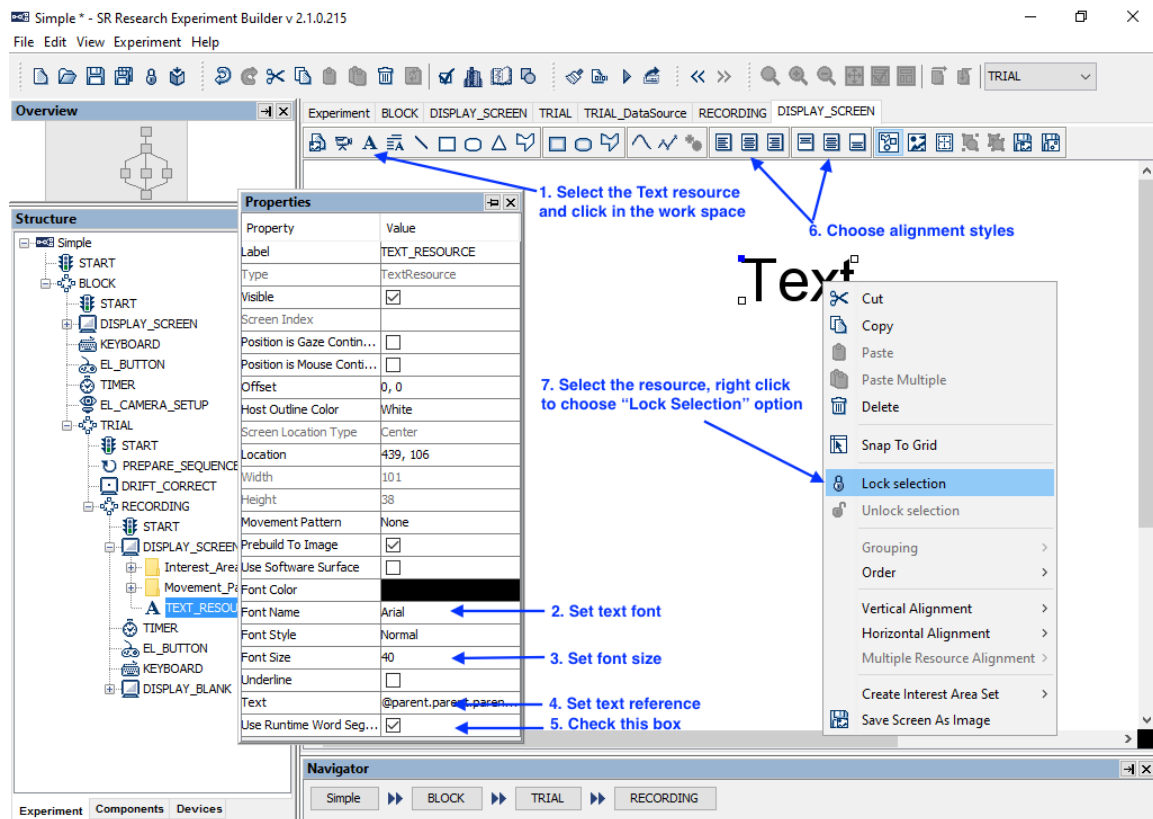 Simple * - SR Research Experiment Builder v 2.1.0.215
File Edit View Experiment Help
TRIAL
Overview
Experiment BLOCK DISPLAY_SCREEN TRIAL TRIAL_DataSource RECORDING DISPLAY_SCREEN
Structure
Simple
START
BLOCK
START
DISPLAY_SCREEN
KEYBOARD
EL_BUTTON
TIMER
EL_CAMERA_SETUP
TRIAL
START
PREPARE_SEQUENCE
DRIFT_CORRECT
RECORDING
START
DISPLAY_SCREEN
Interest_Area
Movement_Pa
TEXT_RESOU
TIMER
EL_BUTTON
KEYBOARD
DISPLAY_BLANK
Experiment Components Devices
Properties
Property Value
Label TEXT_RESOURCE
Type TextResource
Visible
Screen Index
Position is Gaze Contin...
Position is Mouse Conti...
Offset 0, 0
Host Outline Color White
Screen Location Type Center
Location 439, 106
Width 101
Height 38
Movement Pattern None
Prebuild To Image
Use Software Surface
Font Color
Font Name Arial
Font Style Normal
Font Size 40
Underline
Text @parent.parent.paren...
Use Runtime Word Seg...
1. Select the Text resource
and click in the work space
6. Choose alignment styles
Text
7. Select the resource, right click
to choose “Lock Selection” option
2. Set text font
3. Set font size
4. Set text reference
5. Check this box
Cut
Copy
Paste
Paste Multiple
Delete
Snap To Grid
Lock selection
Unlock selection
Grouping
Order
Vertical Alignment
Horizontal Alignment
Multiple Resource Alignment
Create Interest Area Set
Save Screen As Image
Navigator
Simple BLOCK TRIAL RECORDING